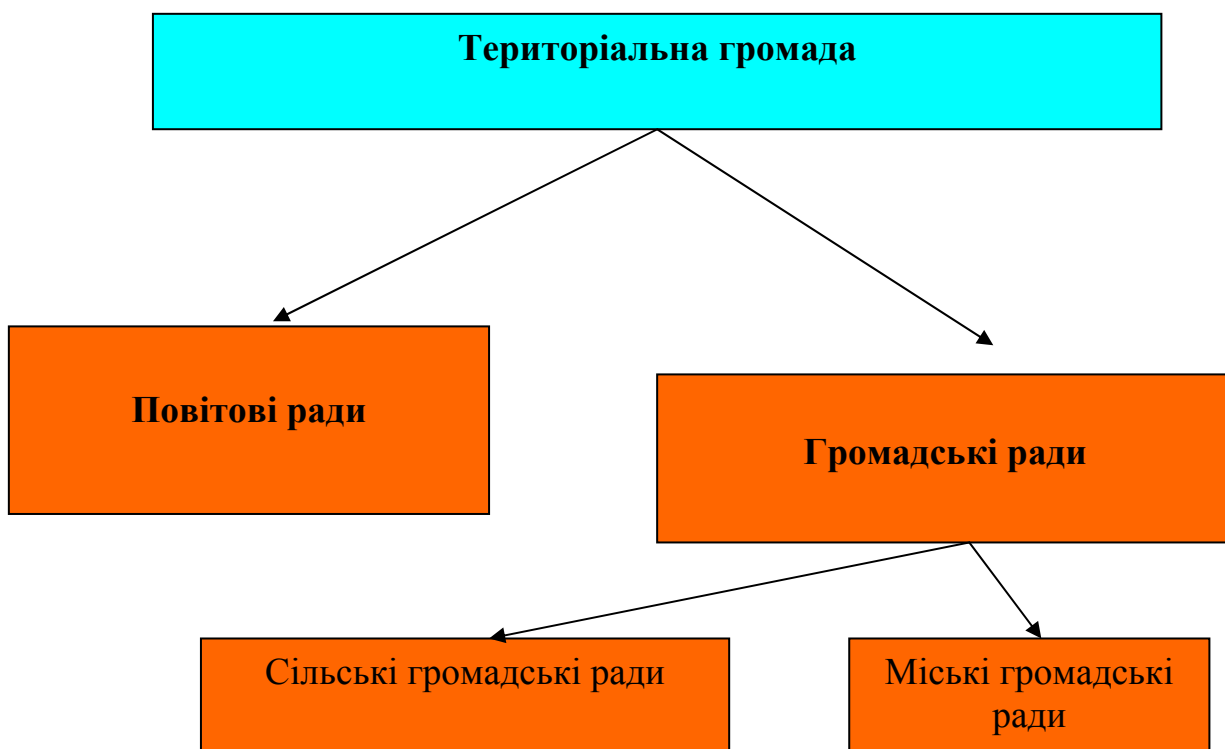 Територіальна громада
Повітові ради
Громадські ради
Сільські громадські ради
Міські громадські
ради